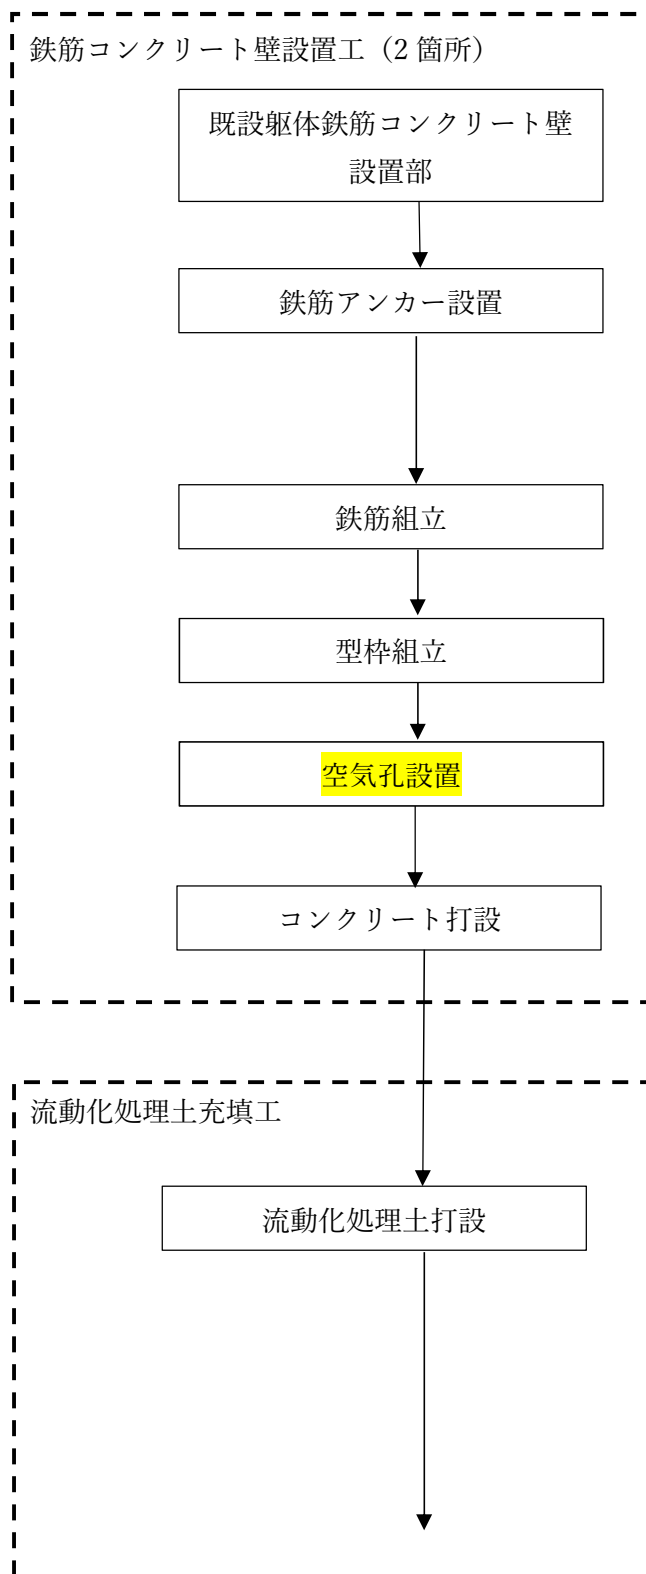 鉄筋コンクリート壁設置工（2 箇所）
既設躯体鉄筋コンクリート壁
設置部
鉄筋アンカー設置
鉄筋組立
型枠組立
空気孔設置
コンクリート打設
流動化処理土充填工
流動化処理土打設